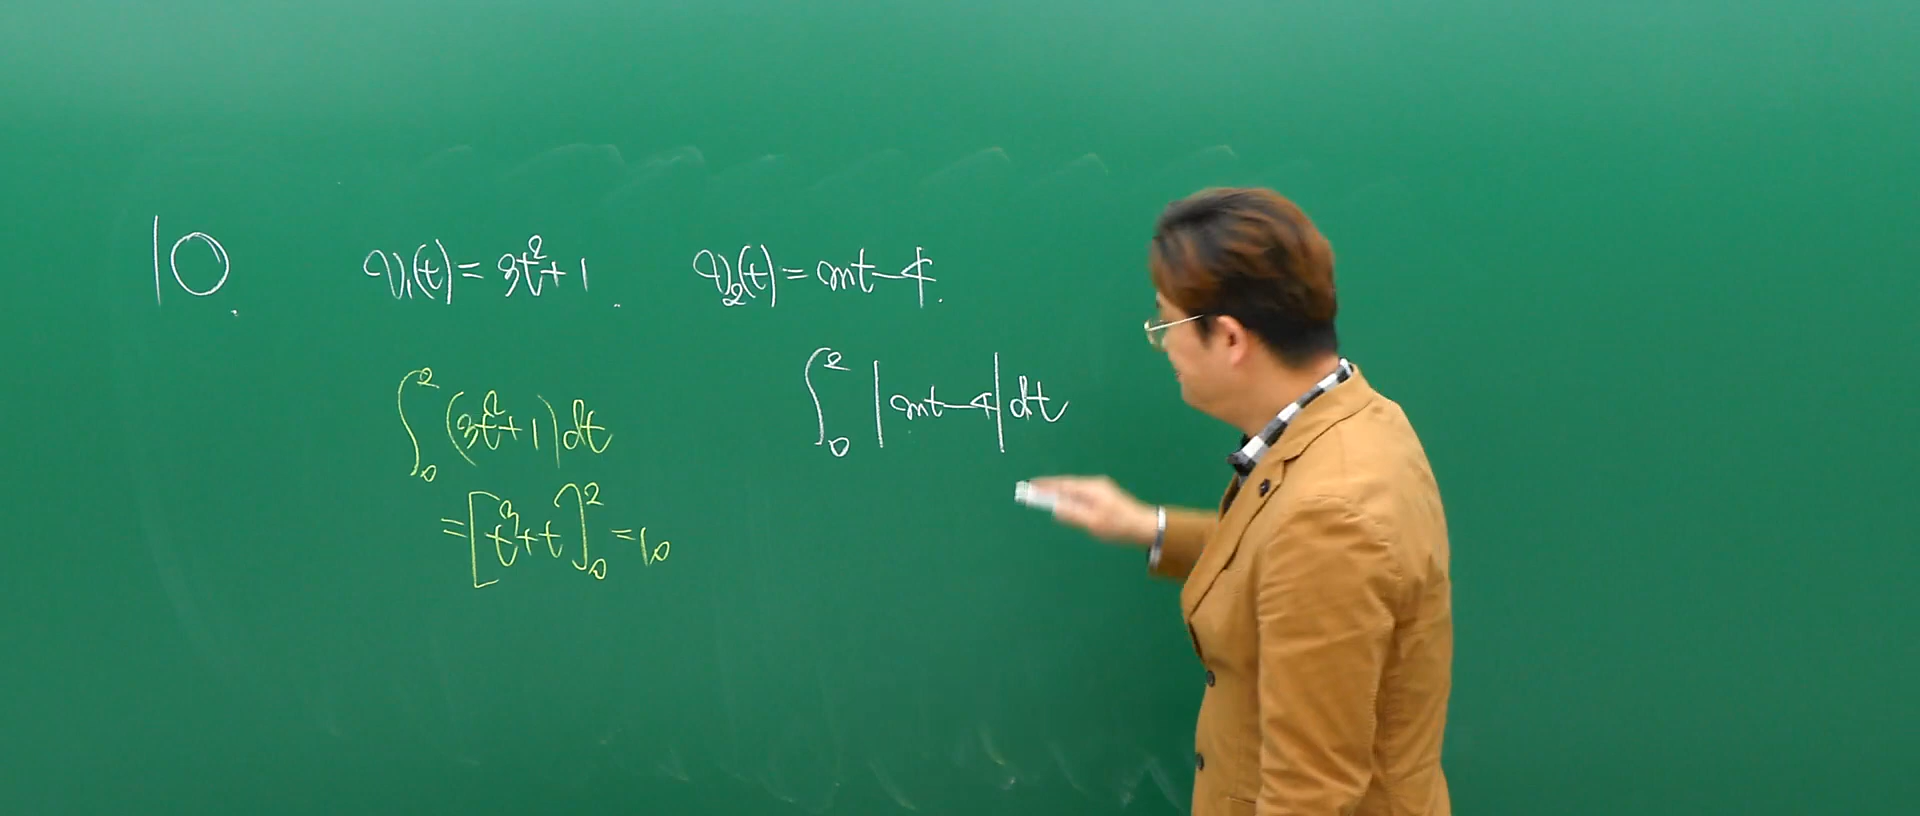 10. v₁(t) = 3t² + 1. v₂(t) = mt - 4.
∫₀² (3t² + 1) dt
= [t³ + t]₀² = 10
∫₀² |mt - 4| dt